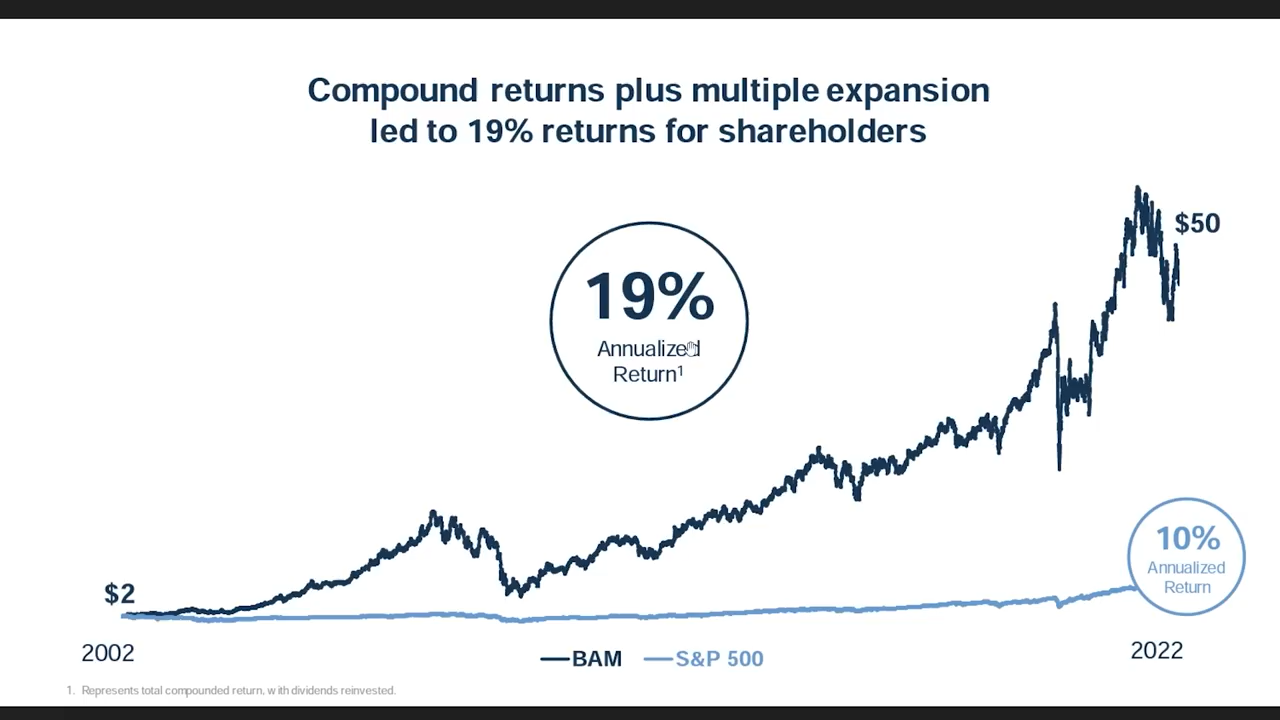 Compound returns plus multiple expansion
led to 19% returns for shareholders
$50
19%
Annualized
Return¹
10%
Annualized
Return
$2
2002
2022
BAM
S&P 500
1. Represents total compounded return, with dividends reinvested.